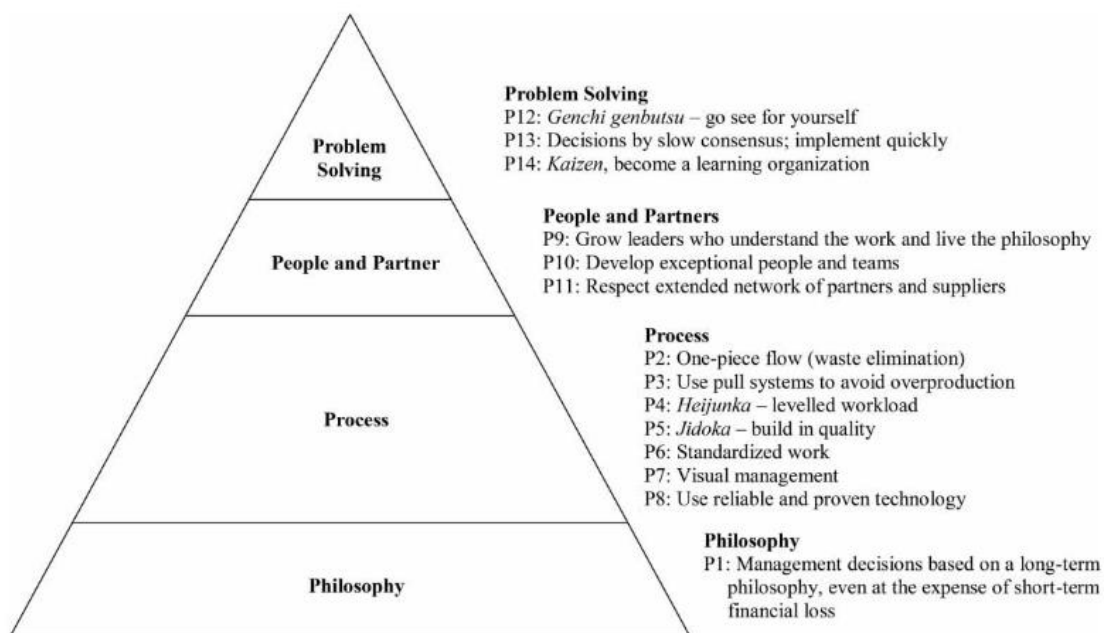 Problem Solving
P12: Genchi genbutsu – go see for yourself
P13: Decisions by slow consensus; implement quickly
P14: Kaizen, become a learning organization
Problem
Solving
People and Partners
P9: Grow leaders who understand the work and live the philosophy
P10: Develop exceptional people and teams
P11: Respect extended network of partners and suppliers
People and Partner
Process
P2: One-piece flow (waste elimination)
P3: Use pull systems to avoid overproduction
P4: Heijunka – levelled workload
P5: Jidoka – build in quality
P6: Standardized work
P7: Visual management
P8: Use reliable and proven technology
Process
Philosophy
P1: Management decisions based on a long-term
philosophy, even at the expense of short-term
financial loss
Philosophy